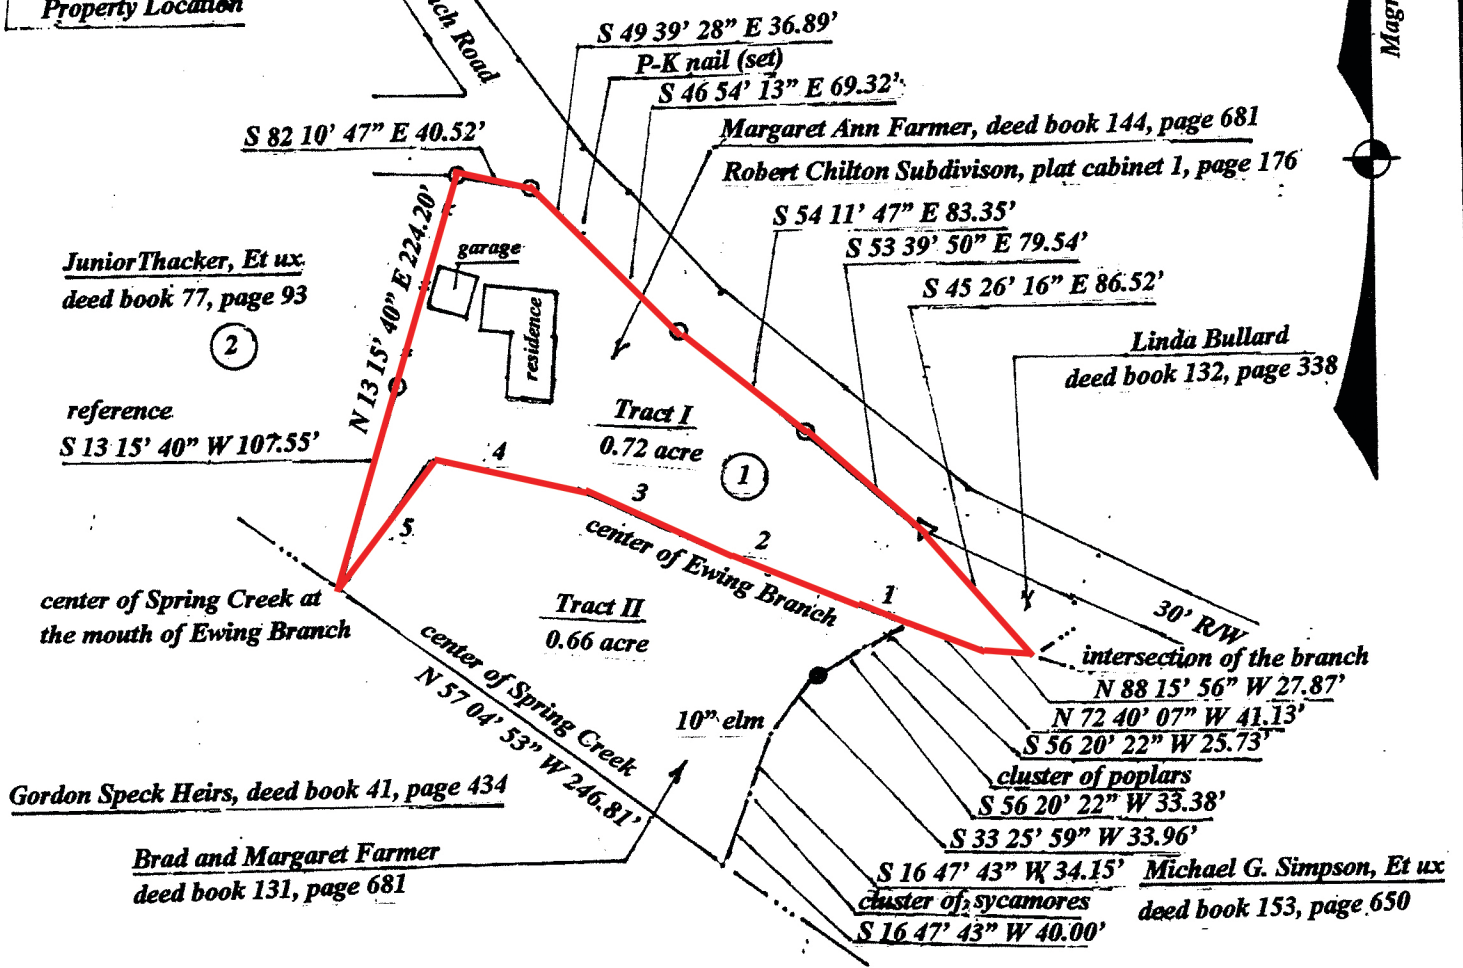 Property Location
ch Road
Magn
S 49 39' 28" E 36.89'
P-K nail (set)
S 46 54' 13" E 69.32'
S 82 10' 47" E 40.52'
Margaret Ann Farmer, deed book 144, page 681
Robert Chilton Subdivison, plat cabinet 1, page 176
S 54 11' 47" E 83.35'
S 53 39' 50" E 79.54'
S 45 26' 16" E 86.52'
N 13 15' 40" E 224.20'
garage
residence
JuniorThacker, Et ux.
deed book 77, page 93
2
Linda Bullard
deed book 132, page 338
reference
S 13 15' 40" W 107.55'
Tract I
0.72 acre
1
4
3
2
1
5
center of Ewing Branch
center of Spring Creek at
the mouth of Ewing Branch
Tract II
0.66 acre
center of Spring Creek
N 57 04' 53" W 246.81'
30' R/W
intersection of the branch
N 88 15' 56" W 27.87'
N 72 40' 07" W 41.13'
S 56 20' 22" W 25.73'
cluster of poplars
S 56 20' 22" W 33.38'
S 33 25' 59" W 33.96'
S 16 47' 43" W 34.15'
cluster of sycamores
S 16 47' 43" W 40.00'
10" elm
Gordon Speck Heirs, deed book 41, page 434
Brad and Margaret Farmer
deed book 131, page 681
Michael G. Simpson, Et ux
deed book 153, page 650